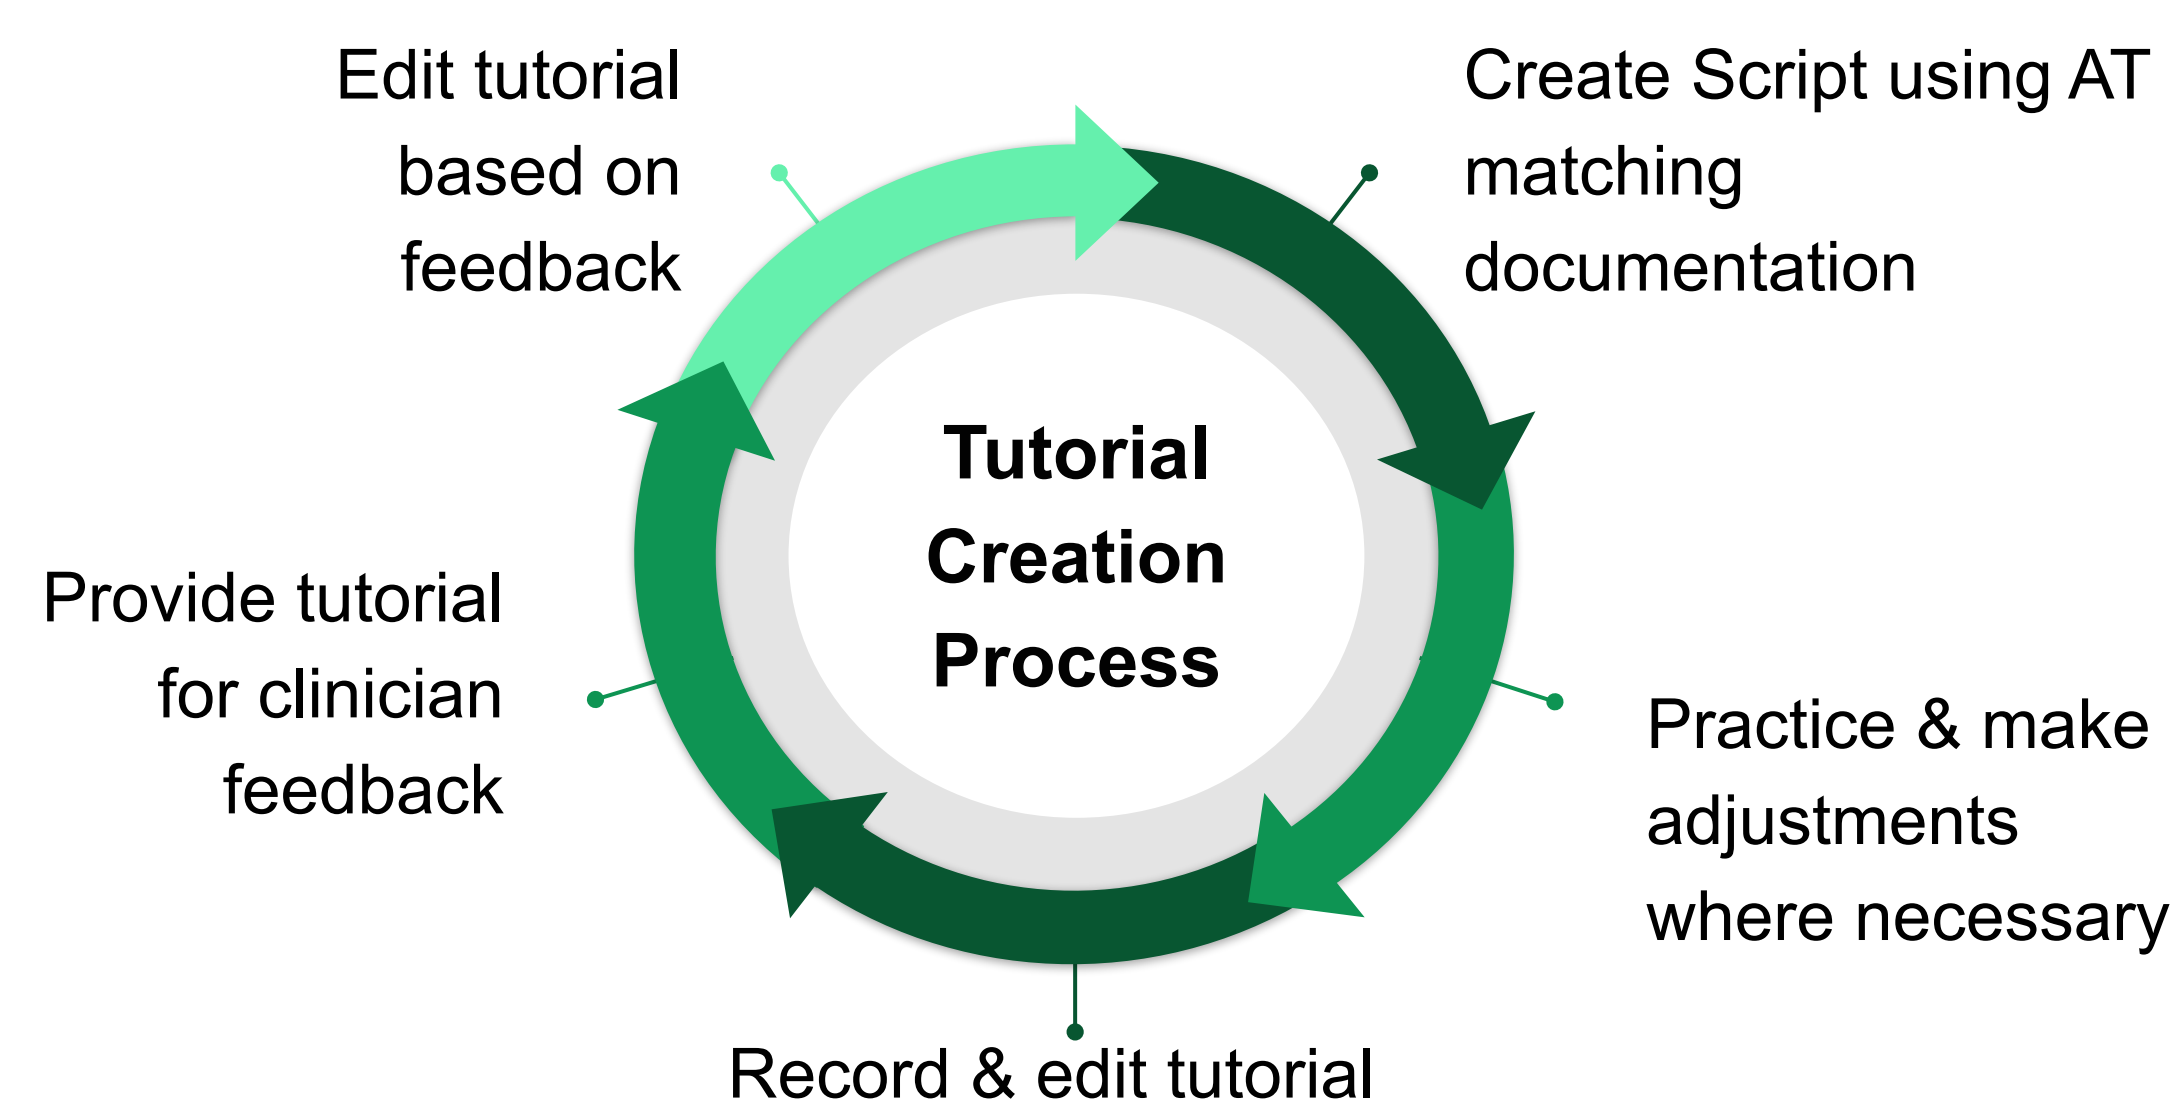 Edit tutorial
based on
feedback
Create Script using AT
matching
documentation
Tutorial
Creation
Process
Provide tutorial
for clinician
feedback
Practice & make
adjustments
where necessary
Record & edit tutorial